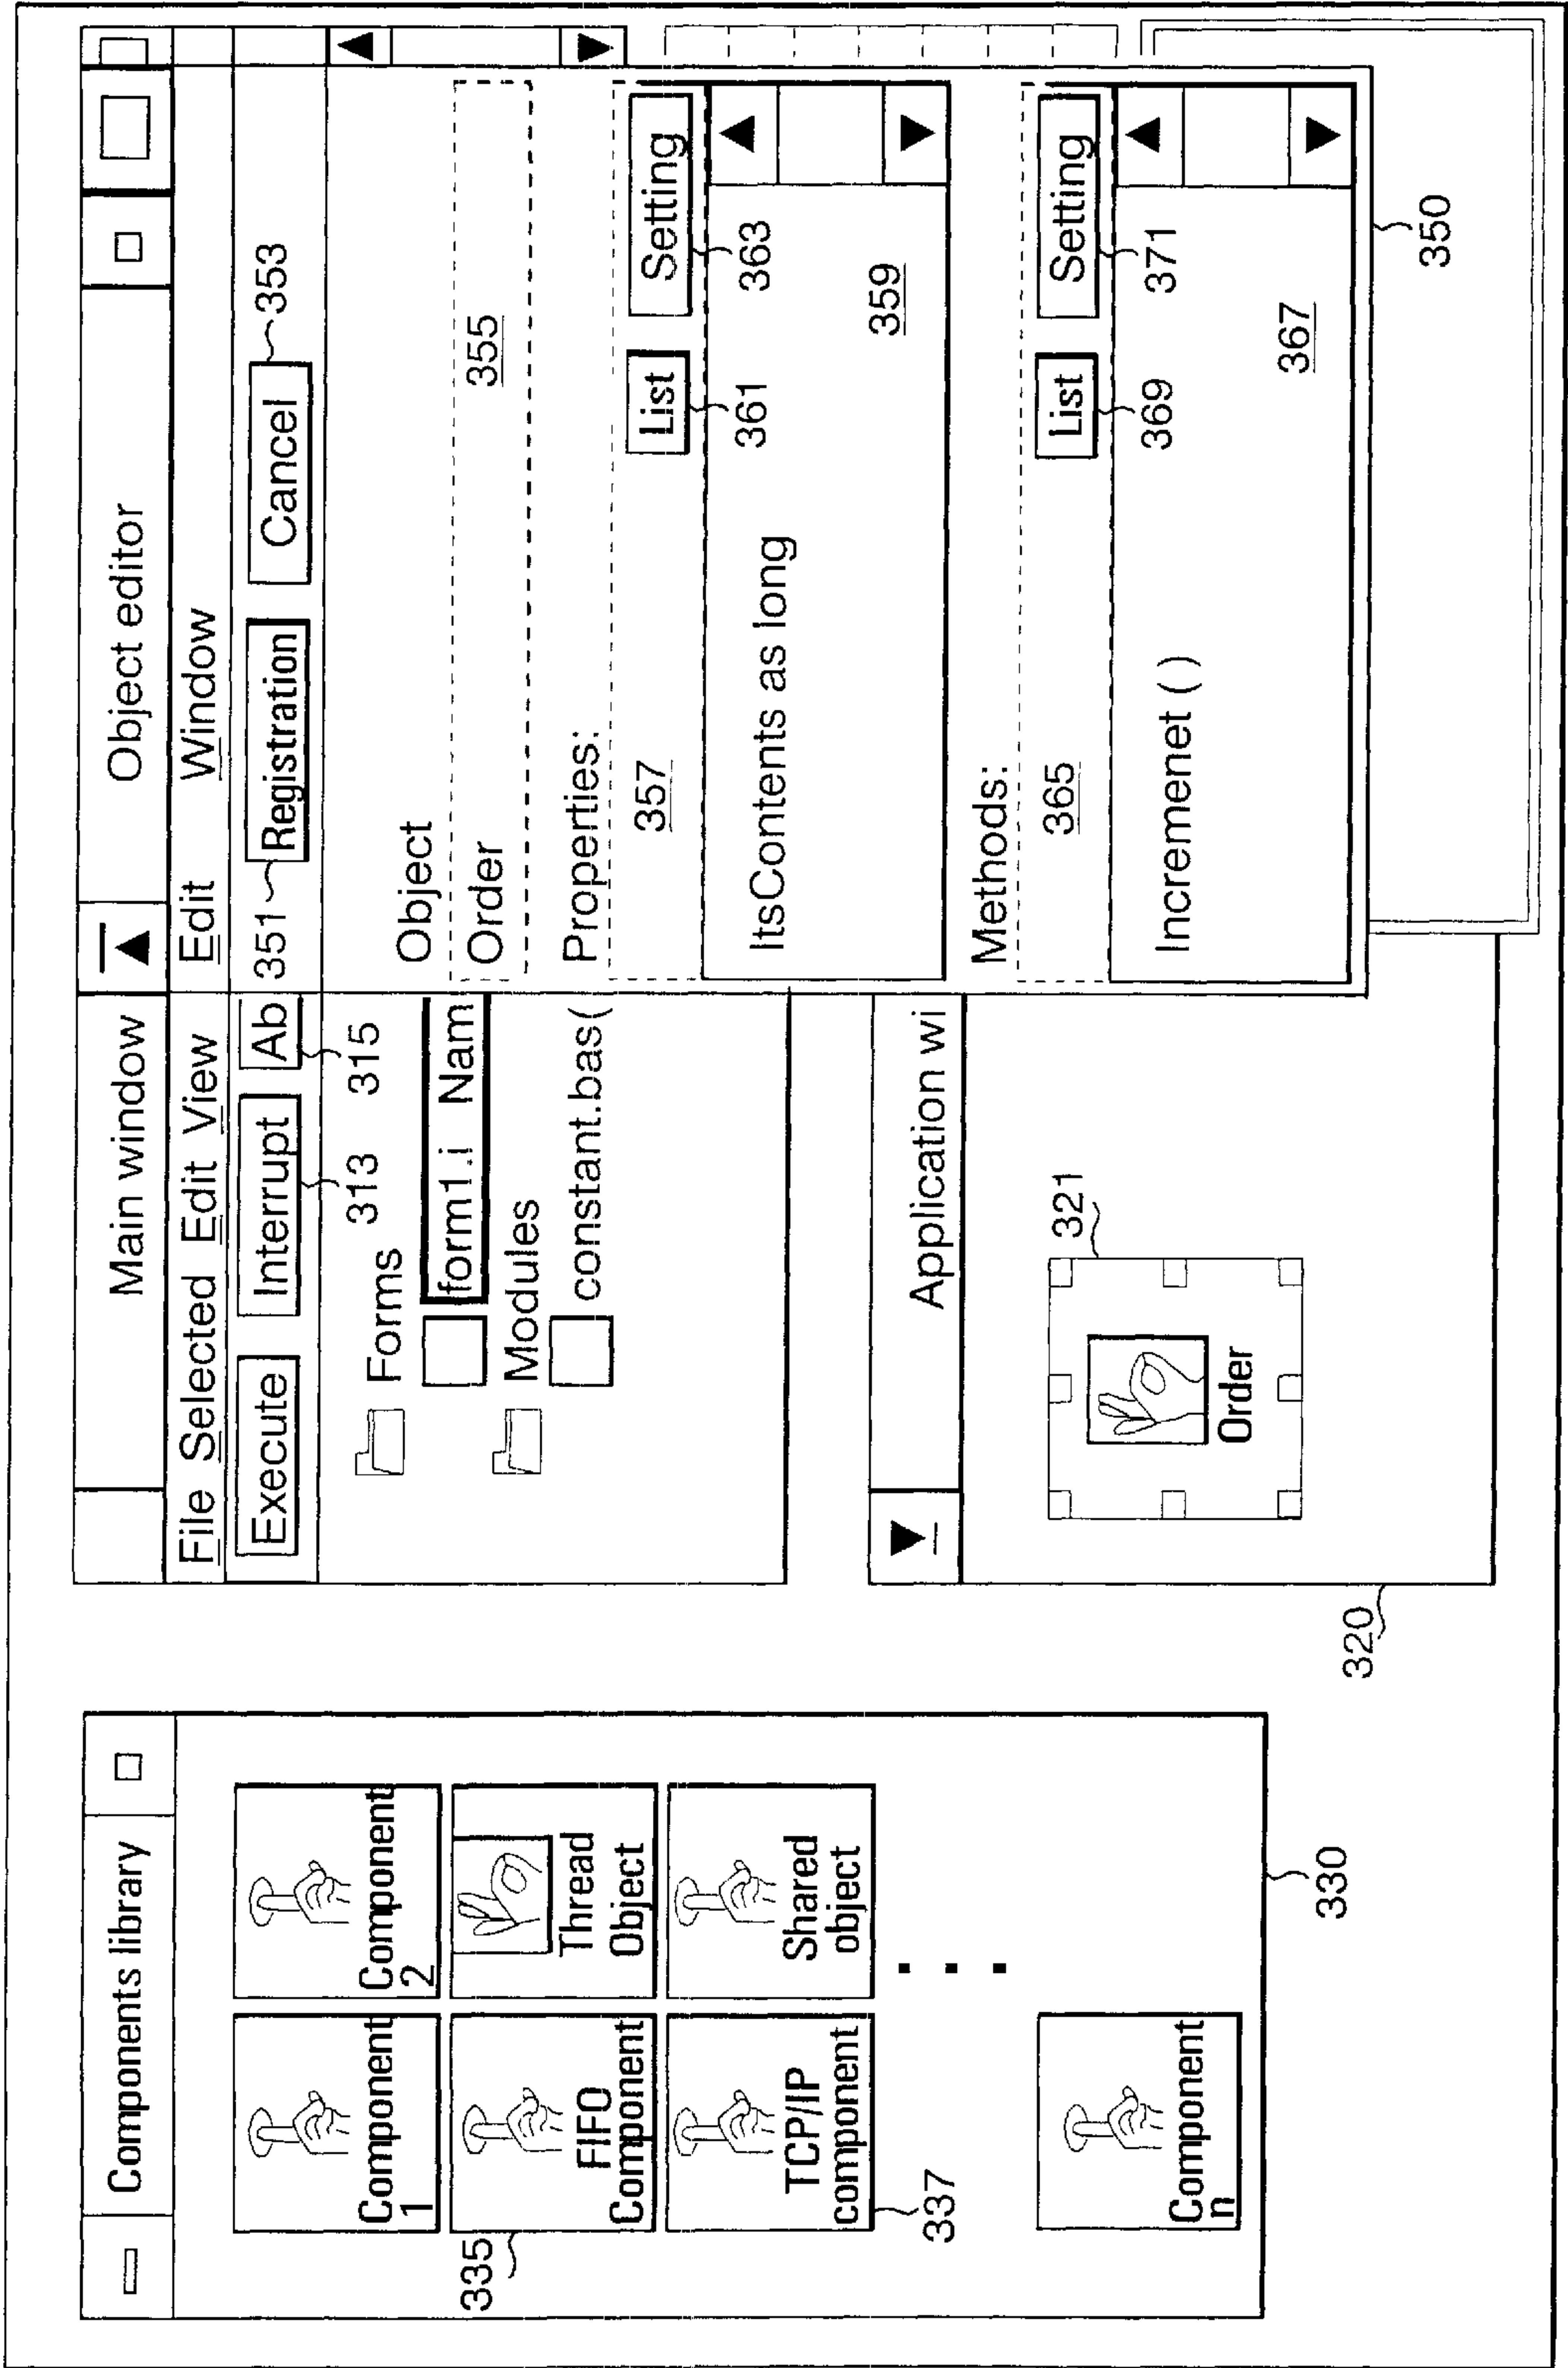 Components library
Component
1
Component
2
335
FIFO
Component
Thread
Object
TCP/IP
component
Shared
object
337
Component
n
330
Main window
File Selected Edit View
Execute Interrupt Ab
313 315
Forms
form1.i Nam
Modules
constant.bas(
Application wi
321
Order
320
Object editor
Edit Window
351 Registration Cancel 353
Object
Order 355
Properties:
357 List Setting
361 363
ItsContents as long 359
Methods:
365 List Setting
369 371
Incremenet ( ) 367
350